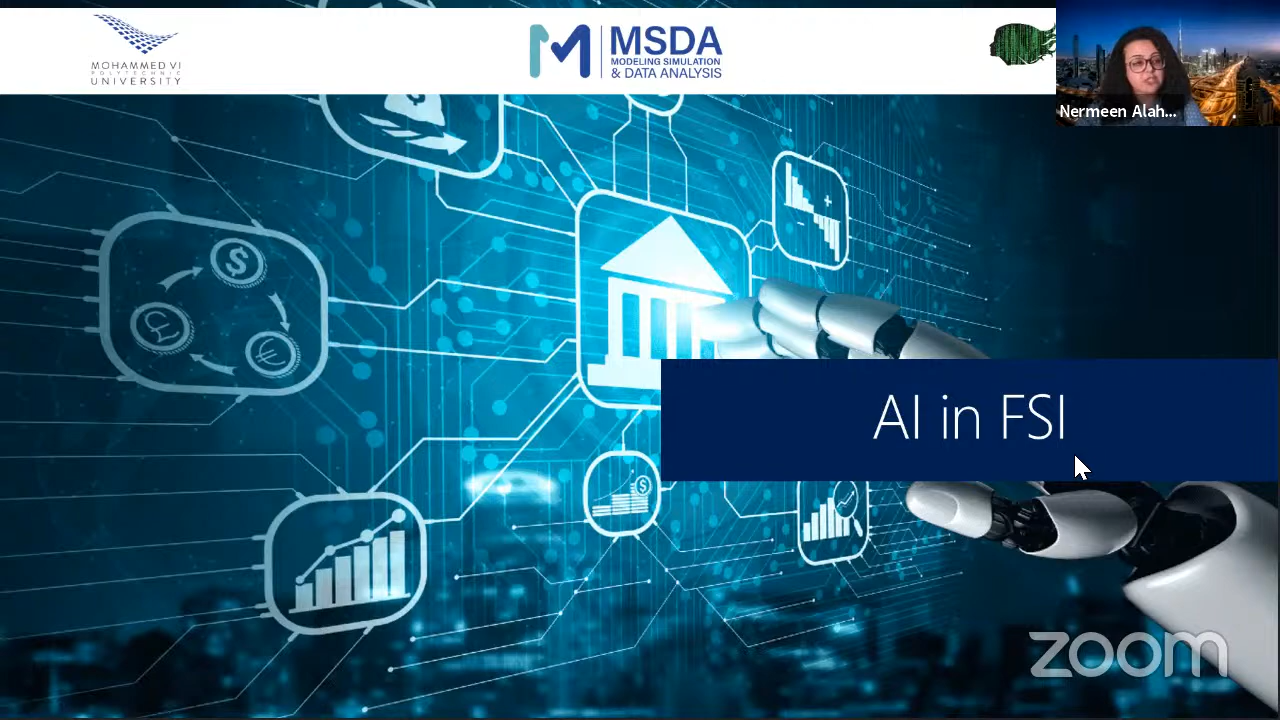 MOHAMMED VI
POLYTECHNIC
UNIVERSITY
MSDA
MODELING SIMULATION
& DATA ANALYSIS
Nermeen Alah...
AI in FSI
zoom